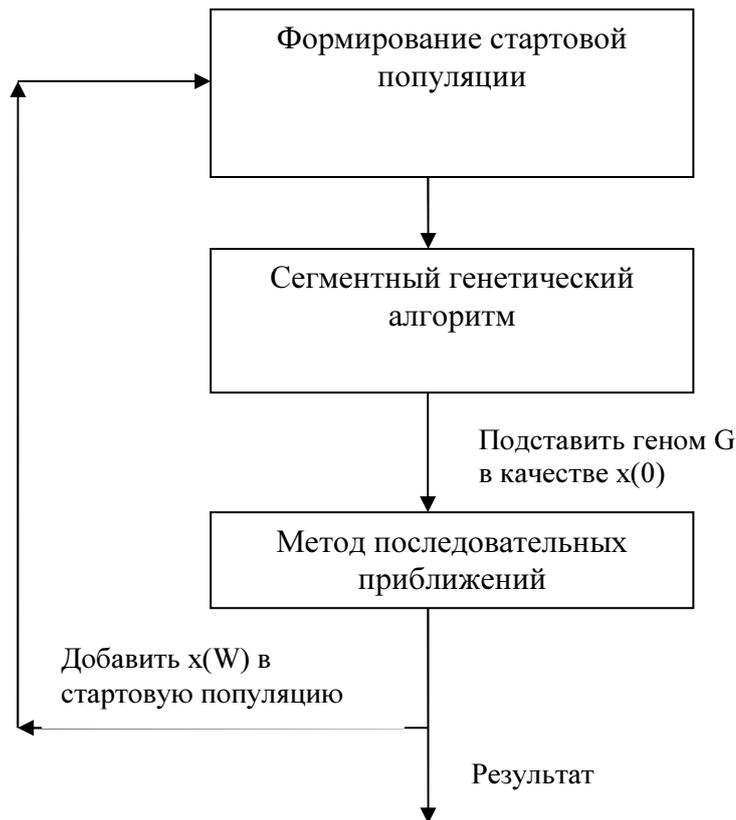 Формирование стартовой
популяции
Сегментный генетический
алгоритм
Подставить геном G
в качестве x(0)
Метод последовательных
приближений
Добавить x(W) в
стартовую популяцию
Результат